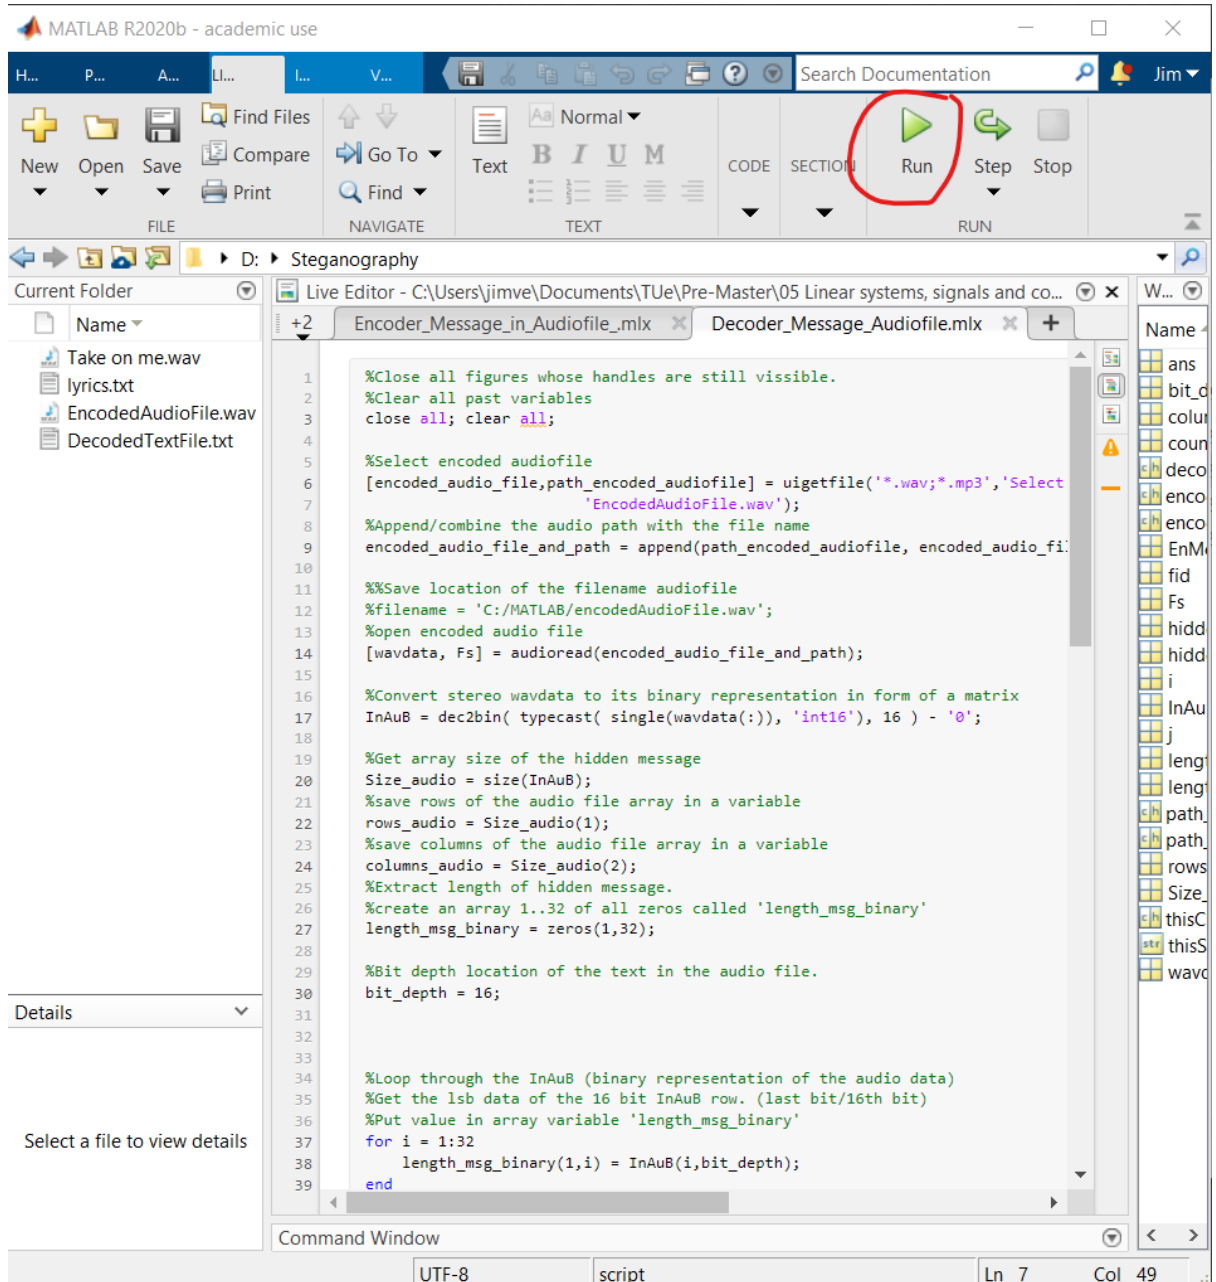 MATLAB R2020b - academic use
H... P... A... LI... I... V... Search Documentation Jim
New Open Save Find Files Compare Print
FILE
Go To Find
NAVIGATE
Text Aa Normal B I U M
TEXT
CODE SECTION
Run Step Stop
RUN
D: Steganography
Current Folder
Name
Take on me.wav
lyrics.txt
EncodedAudioFile.wav
DecodedTextFile.txt
Details
Select a file to view details
Live Editor - C:\Users\jimve\Documents\TUe\Pre-Master\05 Linear systems, signals and co...
+2 Encoder_Message_in_Audiofile_.mlx Decoder_Message_Audiofile.mlx
1 %Close all figures whose handles are still vissible.
2 %Clear all past variables
3 close all; clear all;
4
5 %Select encoded audiofile
6 [encoded_audio_file,path_encoded_audiofile] = uigetfile('*.wav;*.mp3','Select
7 'EncodedAudioFile.wav');
8 %Append/combine the audio path with the file name
9 encoded_audio_file_and_path = append(path_encoded_audiofile, encoded_audio_fi
10
11 %%Save location of the filename audiofile
12 %filename = 'C:/MATLAB/encodedAudioFile.wav';
13 %open encoded audio file
14 [wavdata, Fs] = audioread(encoded_audio_file_and_path);
15
16 %Convert stereo wavdata to its binary representation in form of a matrix
17 InAuB = dec2bin( typecast( single(wavdata(:)), 'int16'), 16 ) - '0';
18
19 %Get array size of the hidden message
20 Size_audio = size(InAuB);
21 %save rows of the audio file array in a variable
22 rows_audio = Size_audio(1);
23 %save columns of the audio file array in a variable
24 columns_audio = Size_audio(2);
25 %Extract length of hidden message.
26 %create an array 1..32 of all zeros called 'length_msg_binary'
27 length_msg_binary = zeros(1,32);
28
29 %Bit depth location of the text in the audio file.
30 bit_depth = 16;
31
32
33
34 %Loop through the InAuB (binary representation of the audio data)
35 %Get the lsb data of the 16 bit InAuB row. (last bit/16th bit)
36 %Put value in array variable 'length_msg_binary'
37 for i = 1:32
38 length_msg_binary(1,i) = InAuB(i,bit_depth);
39 end
Command Window
W...
Name
ans
bit_d
colu
coun
deco
enco
enco
EnM
fid
Fs
hidd
hidd
i
InAu
j
leng
leng
path_
path_
rows
Size_
thisC
thisS
wavd
UTF-8 script Ln 7 Col 49